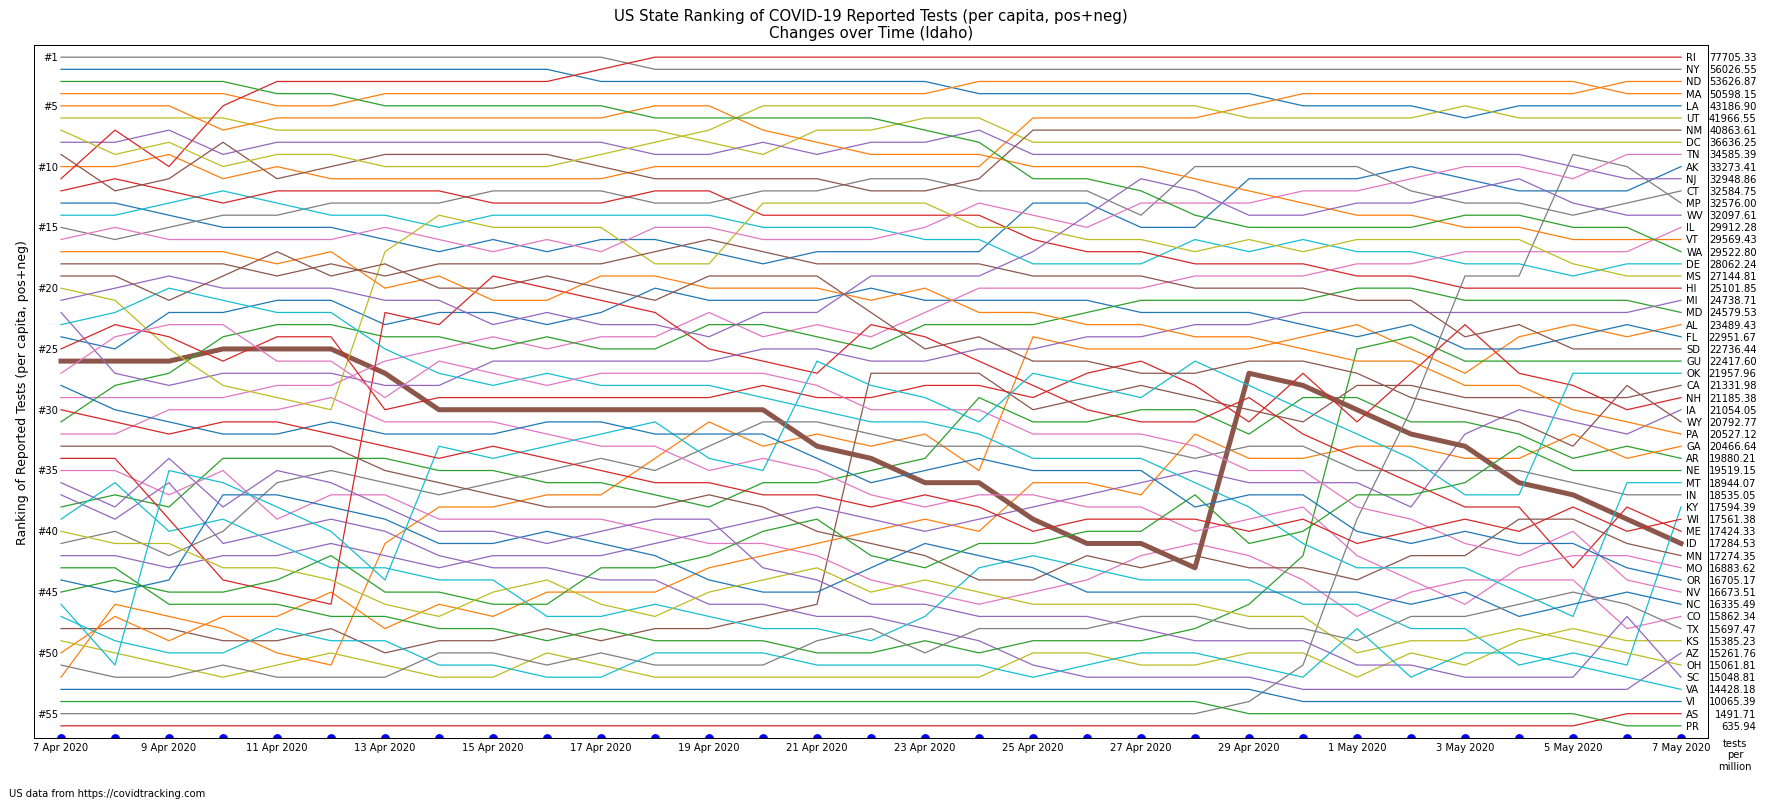 US State Ranking of COVID-19 Reported Tests (per capita, pos+neg)
Changes over Time (Idaho)
Ranking of Reported Tests (per capita, pos+neg)
#1
#5
#10
#15
#20
#25
#30
#35
#40
#45
#50
#55
RI 77705.33
NY 56026.55
ND 53626.87
MA 50598.15
LA 43186.90
UT 41966.55
NM 40863.61
DC 36636.25
TN 34585.39
AK 33273.41
NJ 32948.86
CT 32584.75
MP 32576.00
WV 32097.61
IL 29912.28
VT 29569.43
WA 29522.80
DE 28062.24
MS 27144.81
HI 25101.85
MI 24738.71
MD 24579.53
AL 23489.43
FL 22951.67
SD 22736.44
GU 22417.60
OK 21957.96
CA 21331.98
NH 21185.38
IA 21054.05
WY 20792.77
PA 20527.12
GA 20466.64
AR 19880.21
NE 19519.15
MT 18944.07
IN 18535.05
KY 17594.39
WI 17561.38
ME 17424.33
17284.53
MN 17274.35
MO 16883.62
OR 16705.17
NV 16673.51
NC 16335.49
CO 15862.34
TX 15697.47
KS 15385.23
AZ 15261.76
OH 15061.81
SC 15048.81
VA 14428.18
VI 10065.39
AS 1491.71
PR 635.94
7 Apr 2020 9 Apr 2020 11 Apr 2020 13 Apr 2020 15 Apr 2020 17 Apr 2020 19 Apr 2020 21 Apr 2020 23 Apr 2020 25 Apr 2020 27 Apr 2020 29 Apr 2020 1 May 2020 3 May 2020 5 May 2020 7 May 2020
tests
per
million
US data from https://covidtracking.com